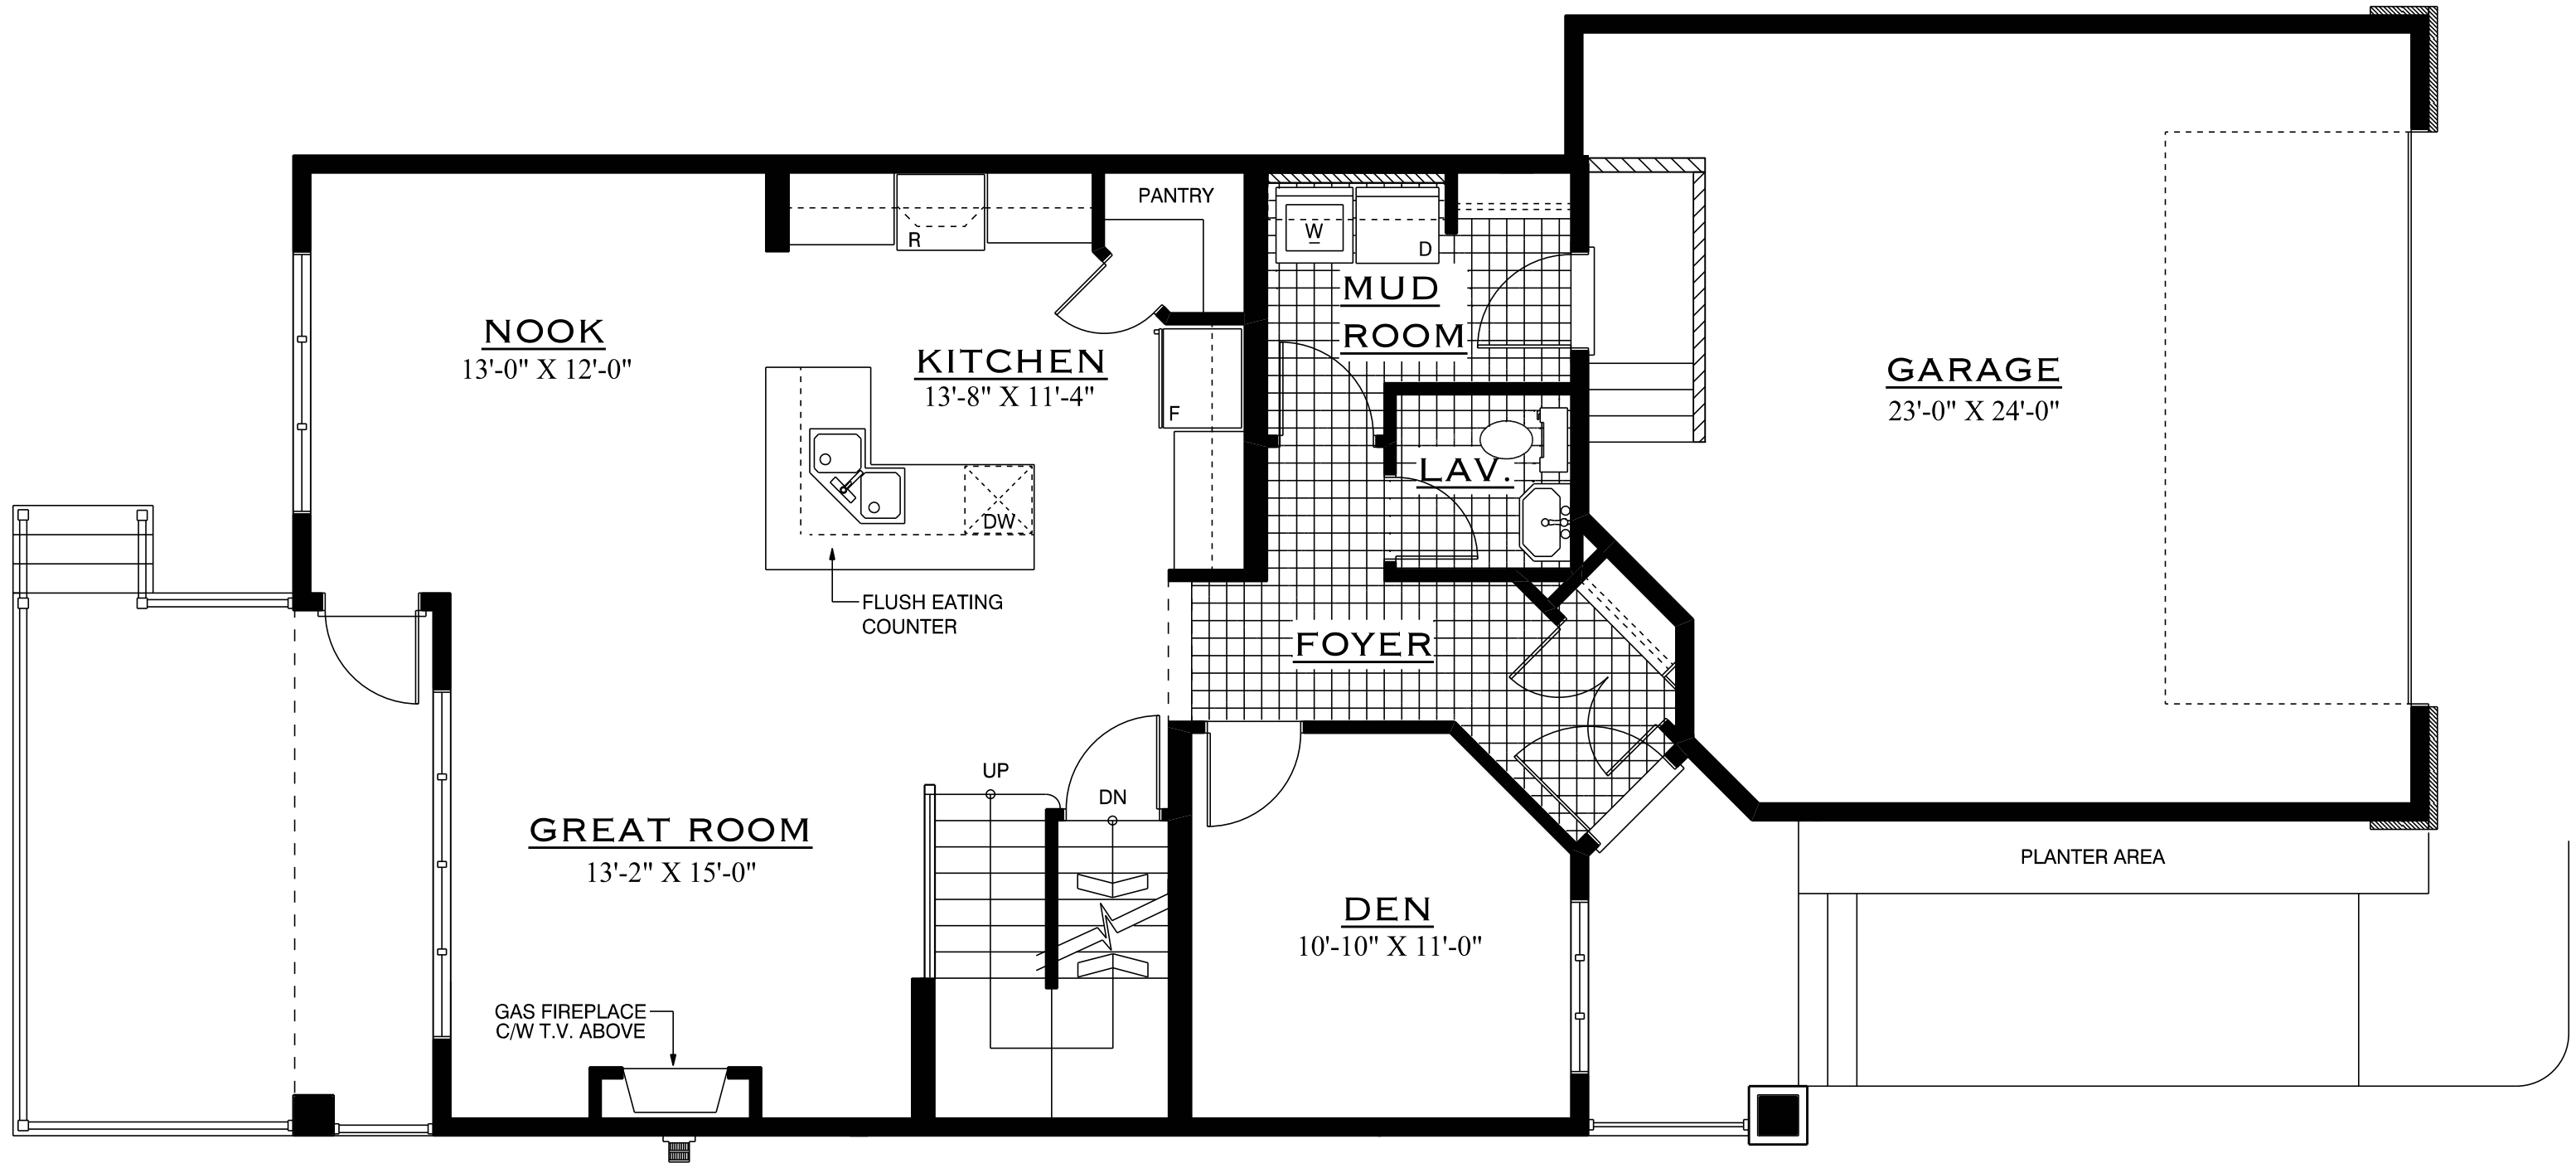 PANTRY
R
W
D
MUD
ROOM
NOOK
13'-0" X 12'-0"
KITCHEN
13'-8" X 11'-4"
F
GARAGE
23'-0" X 24'-0"
LAV.
DW
FLUSH EATING
COUNTER
FOYER
UP
DN
GREAT ROOM
13'-2" X 15'-0"
PLANTER AREA
DEN
10'-10" X 11'-0"
GAS FIREPLACE
C/W T.V. ABOVE